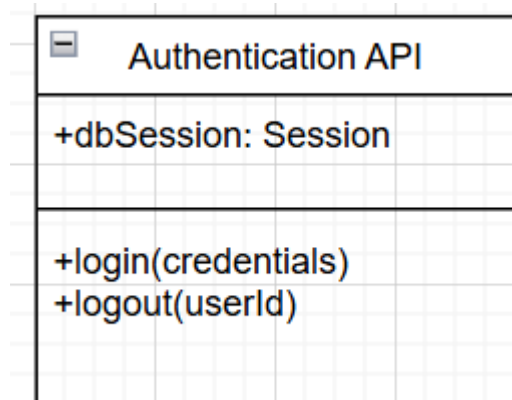 Authentication API
+dbSession: Session
+login(credentials)
+logout(userId)